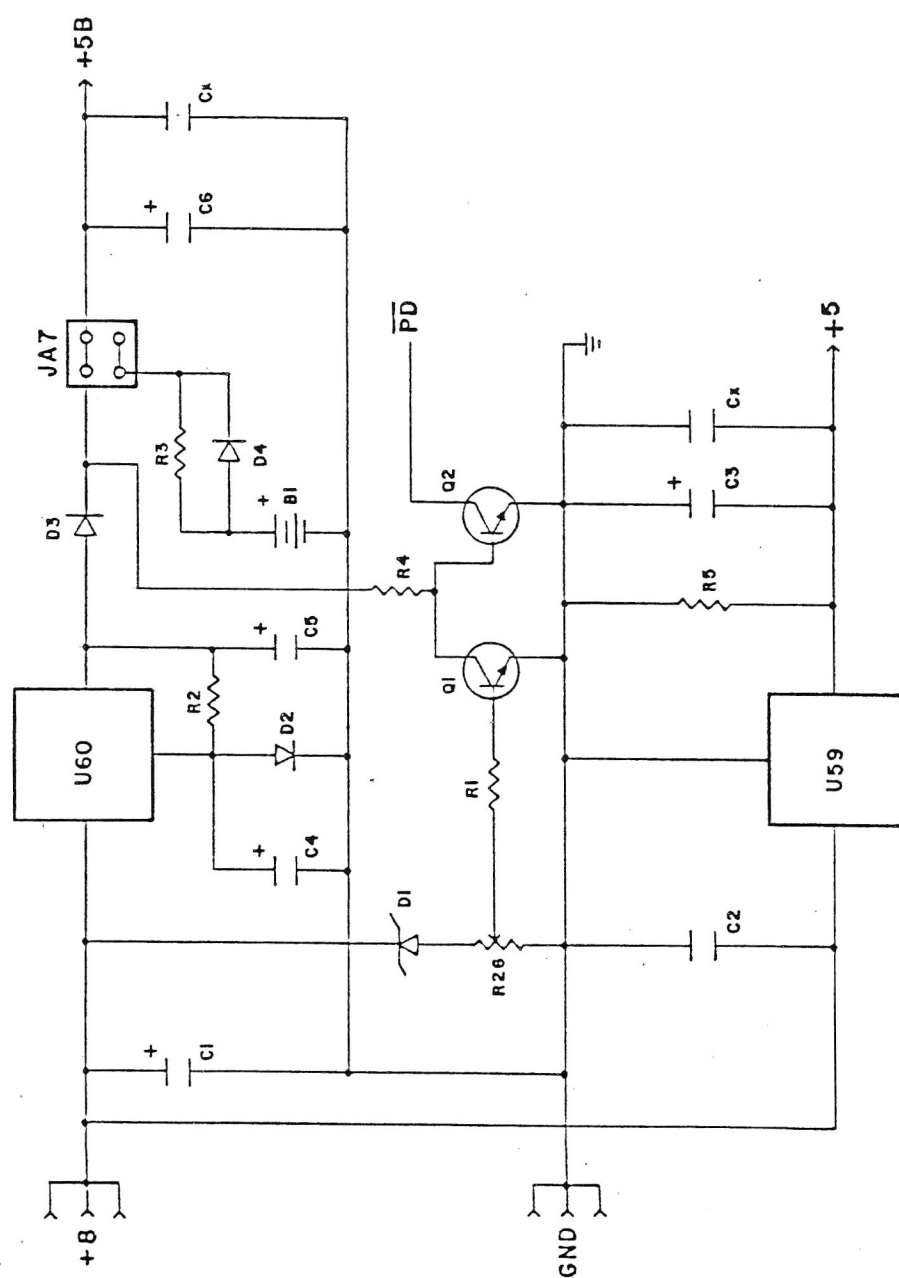 +8
GND
C1
+
D1
R26
C2
C4
+
U60
R2
D2
C5
+
R1
Q1
U59
D3
R4
R3
D4
B1
+
Q2
R5
JA7
PD
C6
+
Cx
C3
+
Cx
+5B
+5